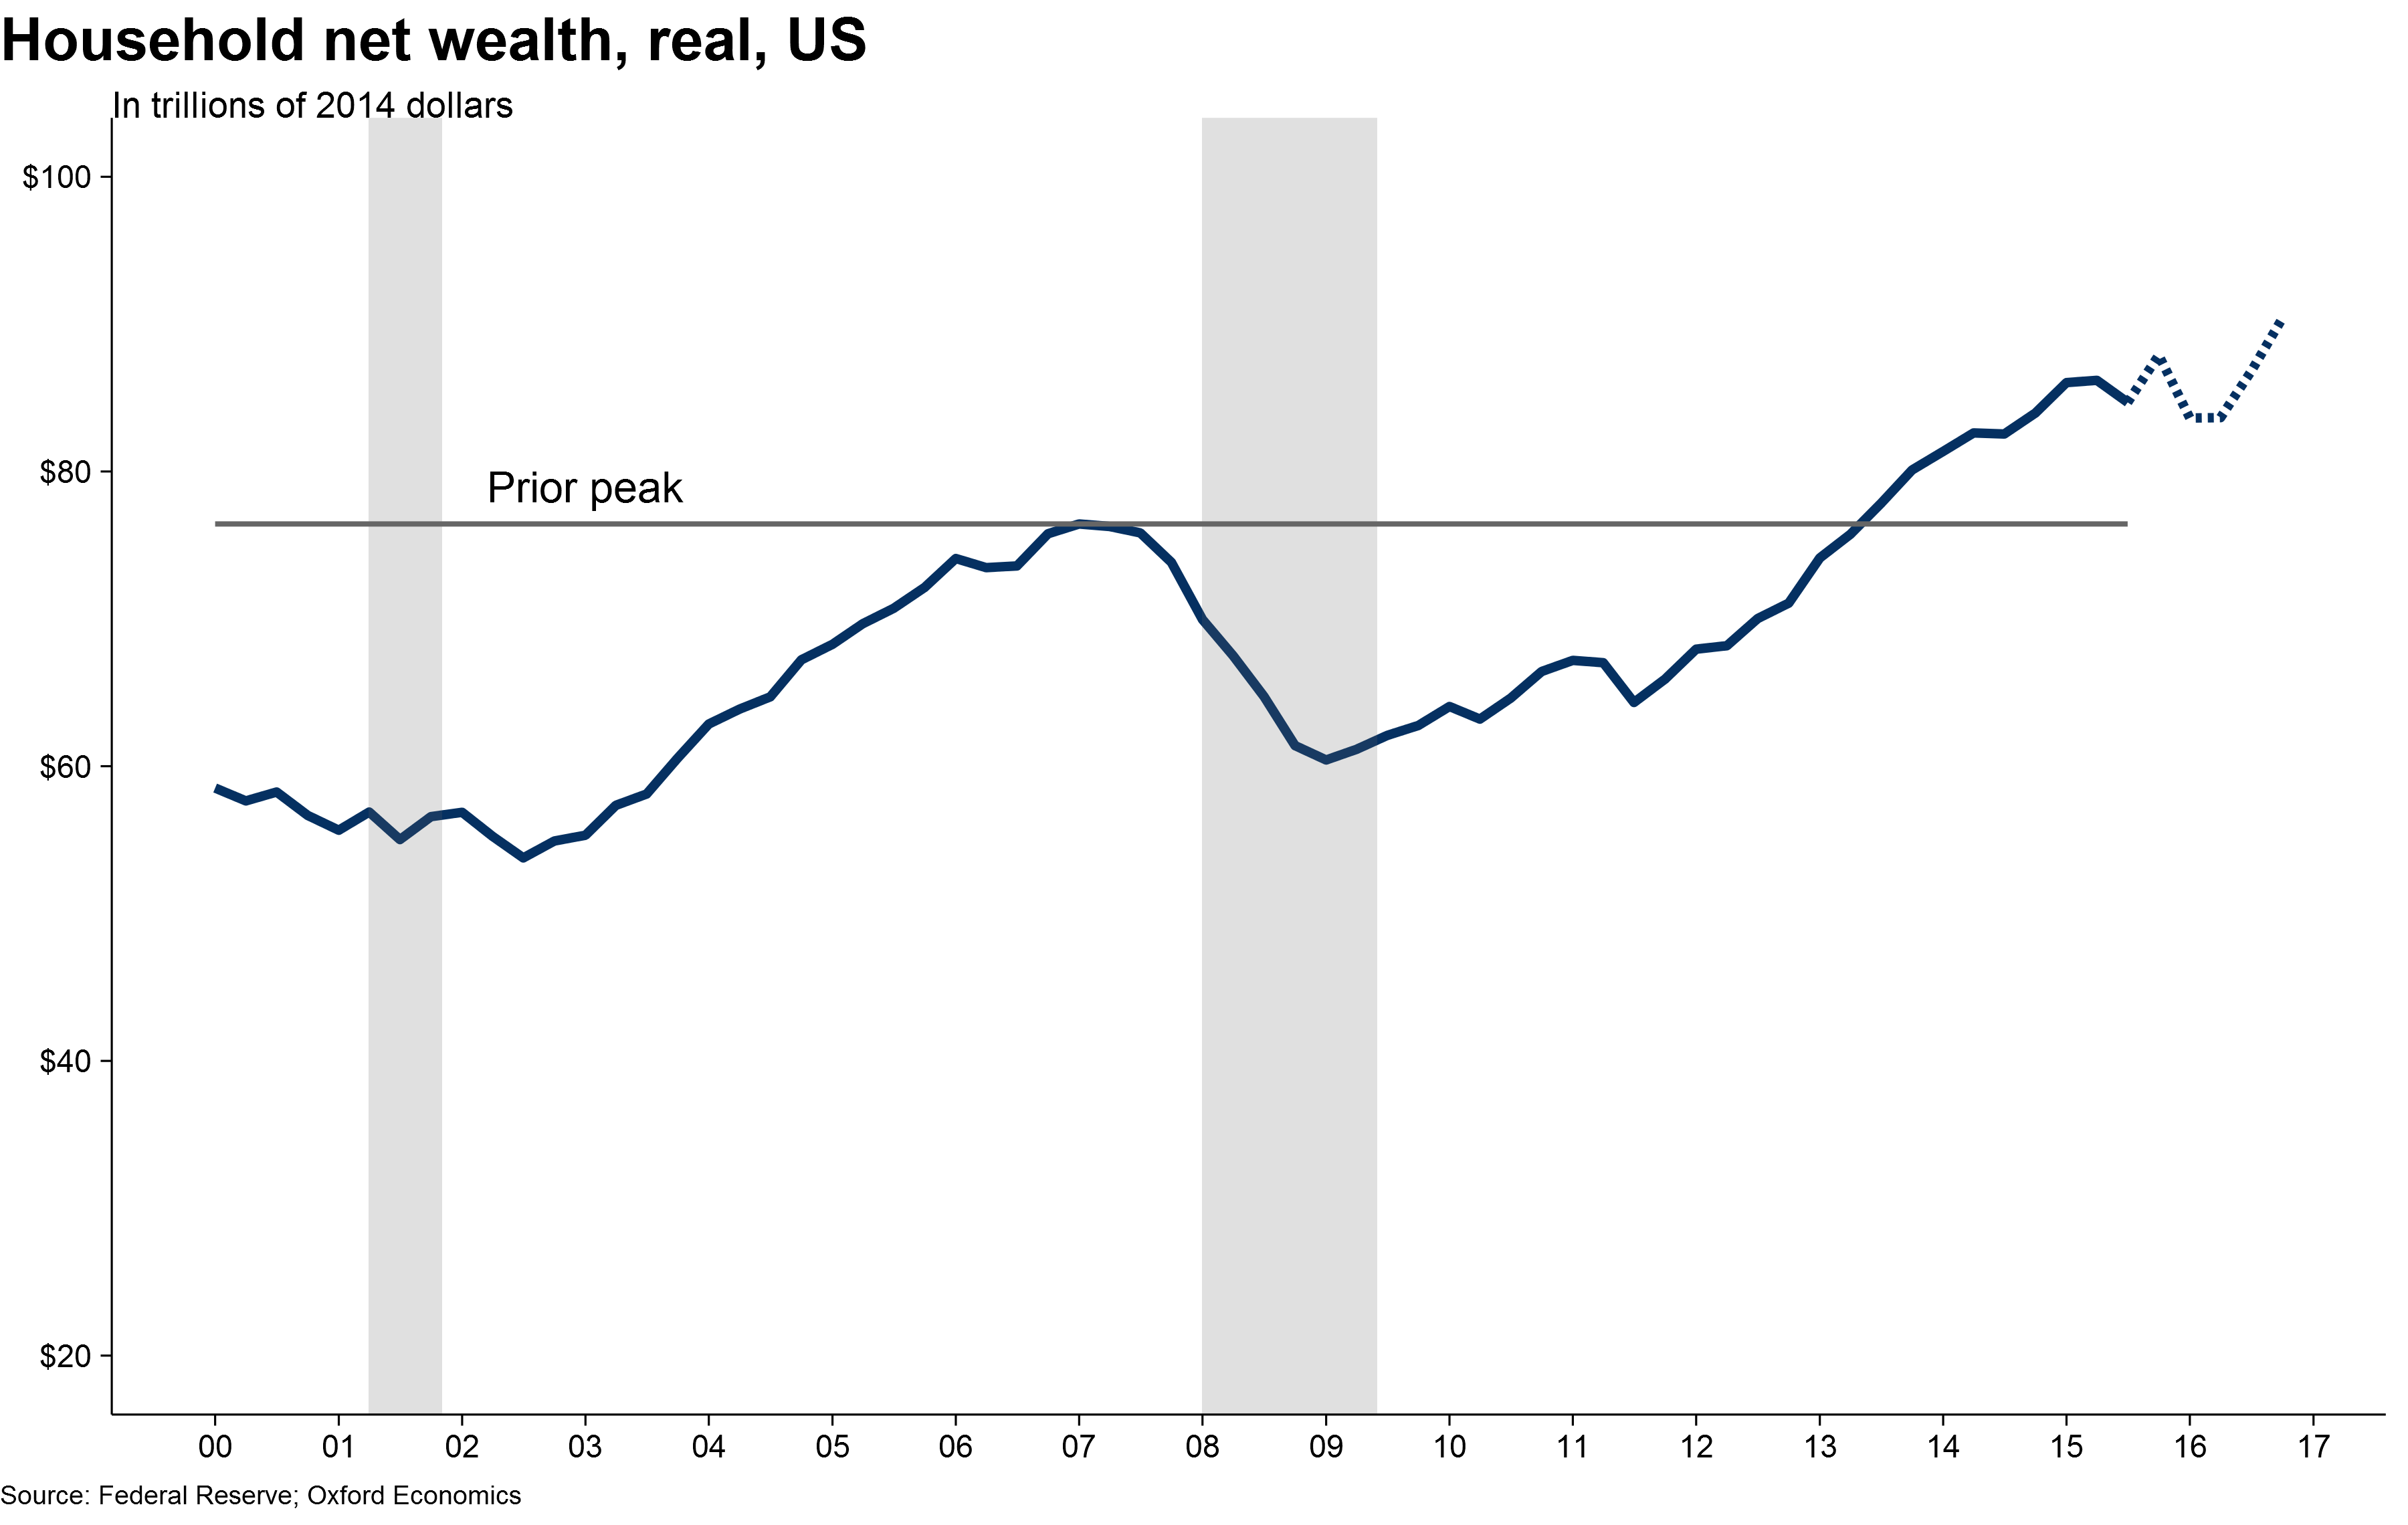 Household net wealth, real, US
In trillions of 2014 dollars
$100
$80
Prior peak
$60
$40
$20
00 01 02 03 04 05 06 07 08 09 10 11 12 13 14 15 16 17
Source: Federal Reserve; Oxford Economics